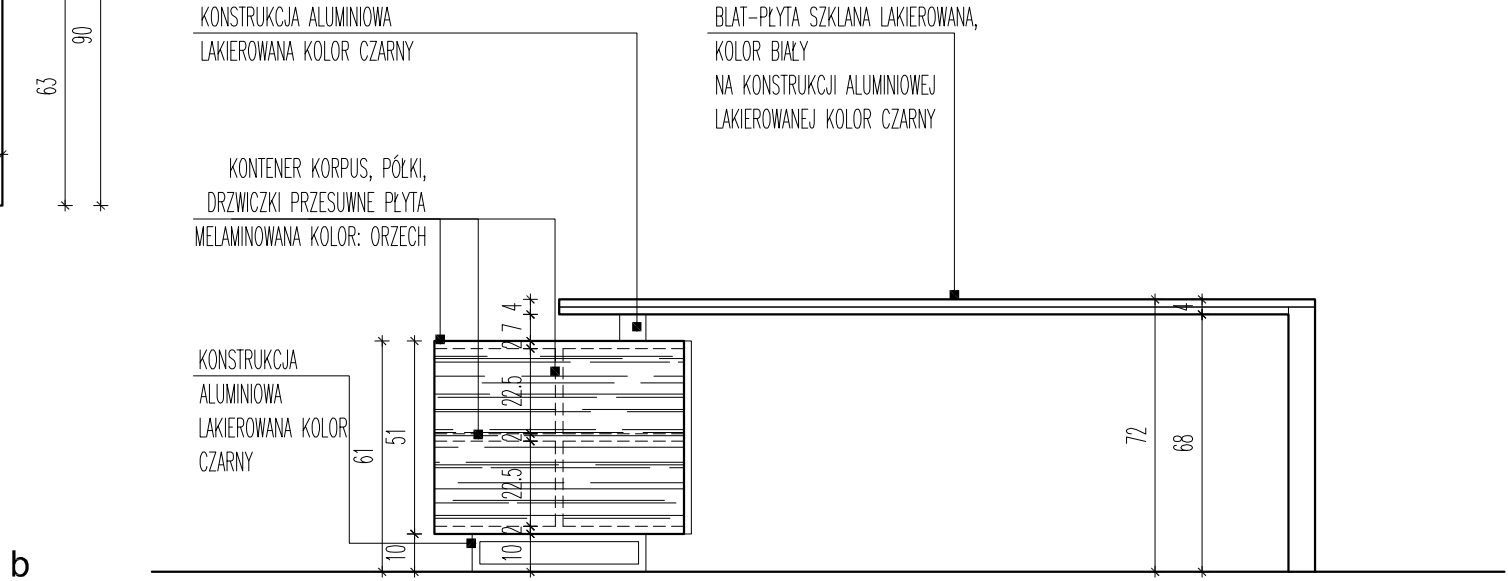 63
90
KONSTRUKCJA ALUMINIOWA
LAKIEROWANA KOLOR CZARNY
BLAT-PŁYTA SZKLANA LAKIEROWANA,
KOLOR BIAŁY
NA KONSTRUKCJI ALUMINIOWEJ
LAKIEROWANEJ KOLOR CZARNY
KONTENER KORPUS, PÓŁKI,
DRZWICZKI PRZESUWNE PŁYTA
MELAMINOWANA KOLOR: ORZECH
KONSTRUKCJA
ALUMINIOWA
LAKIEROWANA KOLOR
CZARNY
61
51
10
4
7
2
22.5
2
22.5
2
10
72
4
68
b